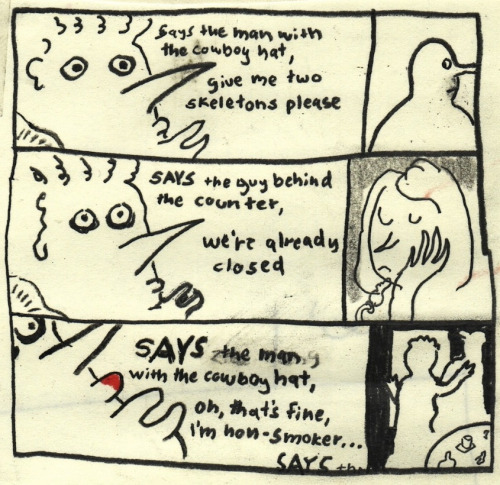 Says the man with
the cowboy hat,
give me two
skeletons please
SAYS the guy behind
the counter,
we're already
closed
SAYS the man
with the cowboy hat,
oh, that's fine,
i'm non-smoker...
SAYS th